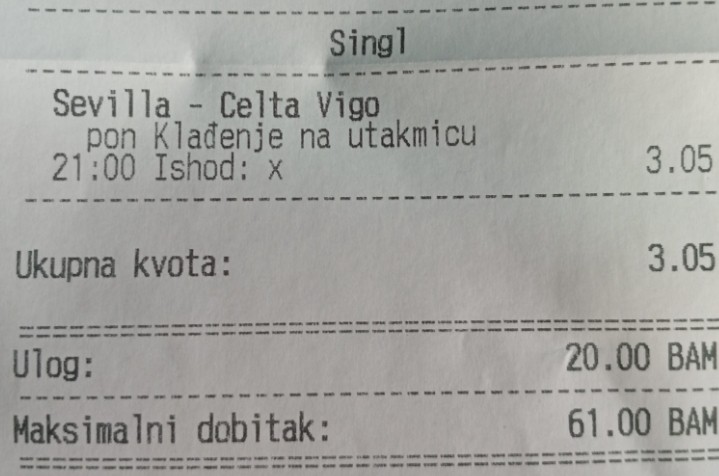 Singl
Sevilla - Celta Vigo
pon Klađenje na utakmicu
21:00 Ishod: x 3.05
Ukupna kvota: 3.05
Ulog: 20.00 BAM
Maksimalni dobitak: 61.00 BAM